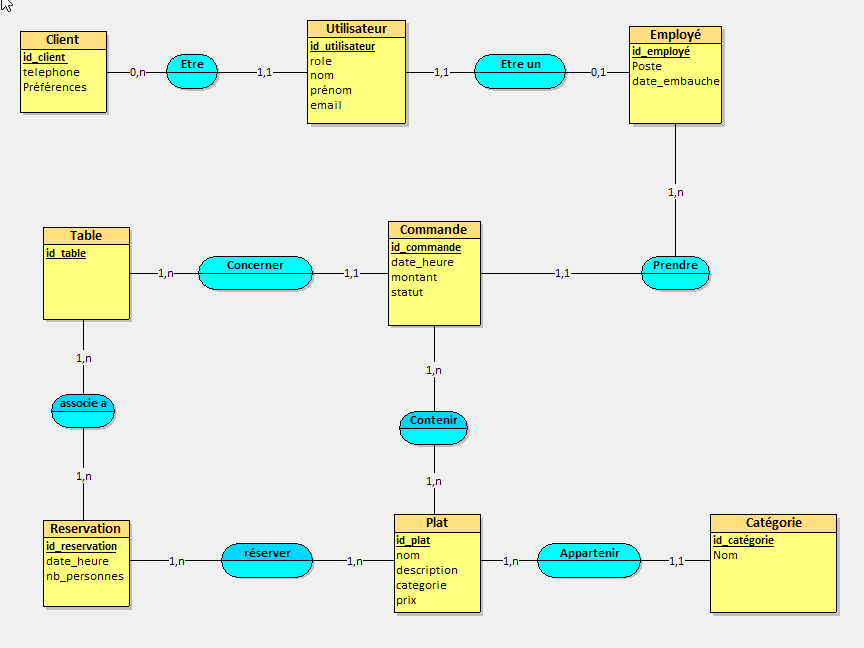 Client
id_client
telephone
Préférences
0,n
Etre
1,1
Utilisateur
id_utilisateur
role
nom
prénom
email
1,1
Etre un
0,1
Employé
id_employé
Poste
date_embauche
1,n
Table
id_table
1,n
Concerner
1,1
Commande
id_commande
date_heure
montant
statut
1,1
Prendre
1,n
associe a
1,n
1,n
Contenir
1,n
Reservation
id_reservation
date_heure
nb_personnes
1,n
réserver
1,n
Plat
id_plat
nom
description
categorie
prix
1,n
Appartenir
1,1
Catégorie
id_catégorie
Nom